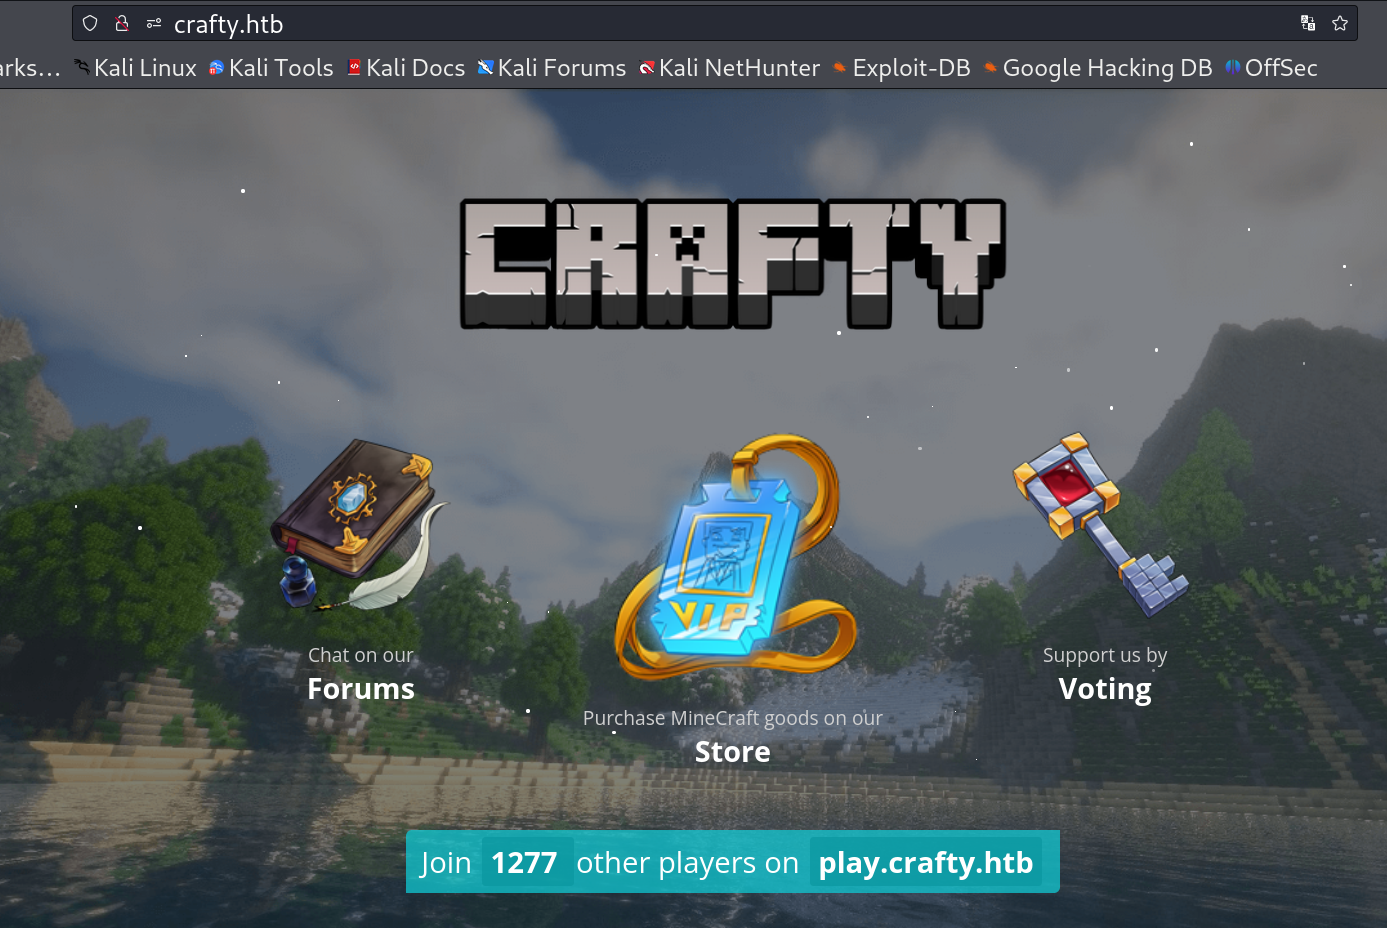 crafty.htb
arks… Kali Linux Kali Tools Kali Docs Kali Forums Kali NetHunter Exploit-DB Google Hacking DB OffSec
CRAFTY
VIP
Chat on our
Forums
Purchase MineCraft goods on our
Store
Support us by
Voting
Join 1277 other players on play.crafty.htb